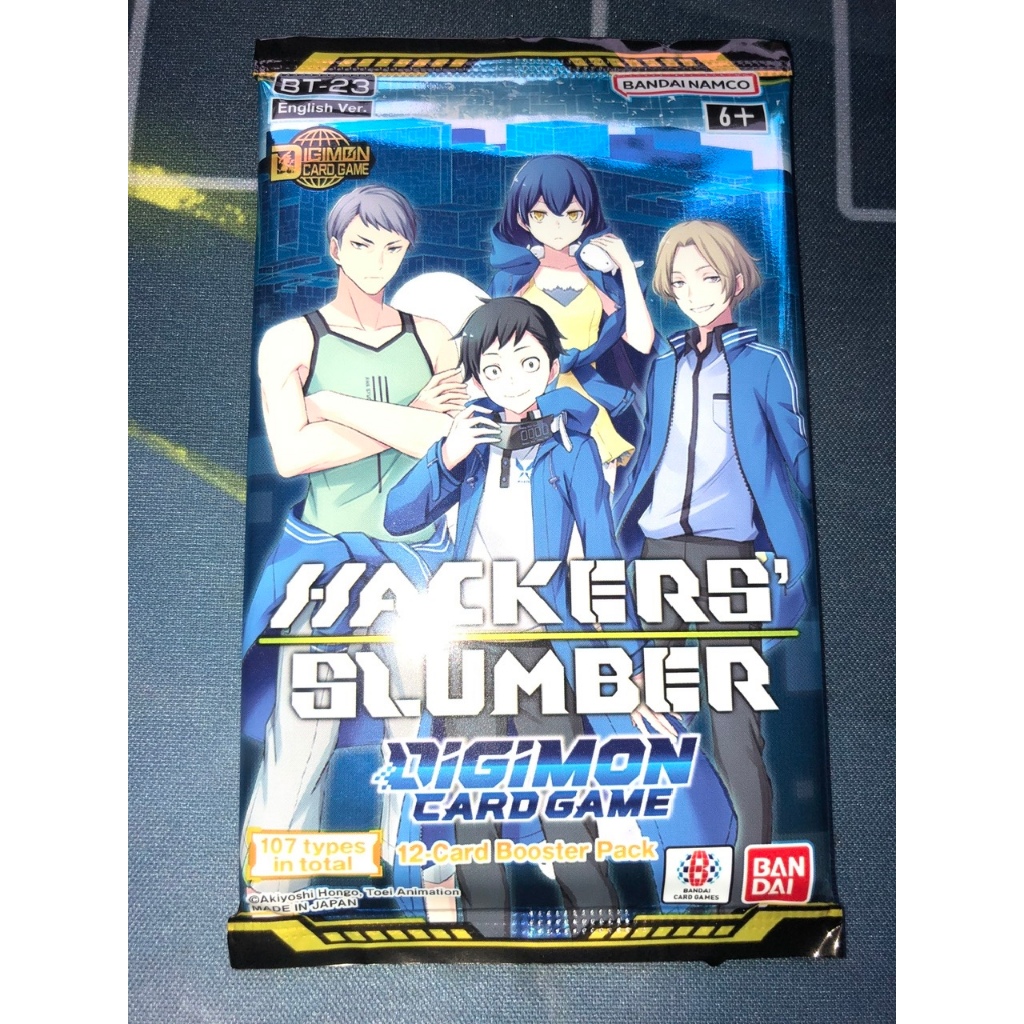 BT-23
English Ver.
BANDAI NAMCO
6+
DIGIMON
CARD GAME
HACKERS'
SLUMBER
DIGIMON
CARD GAME
107 types
in total
12-Card Booster Pack
B
BANDAI
CARD GAMES
BAN
DAI
©Akiyoshi Hongo, Toei Animation
MADE IN JAPAN